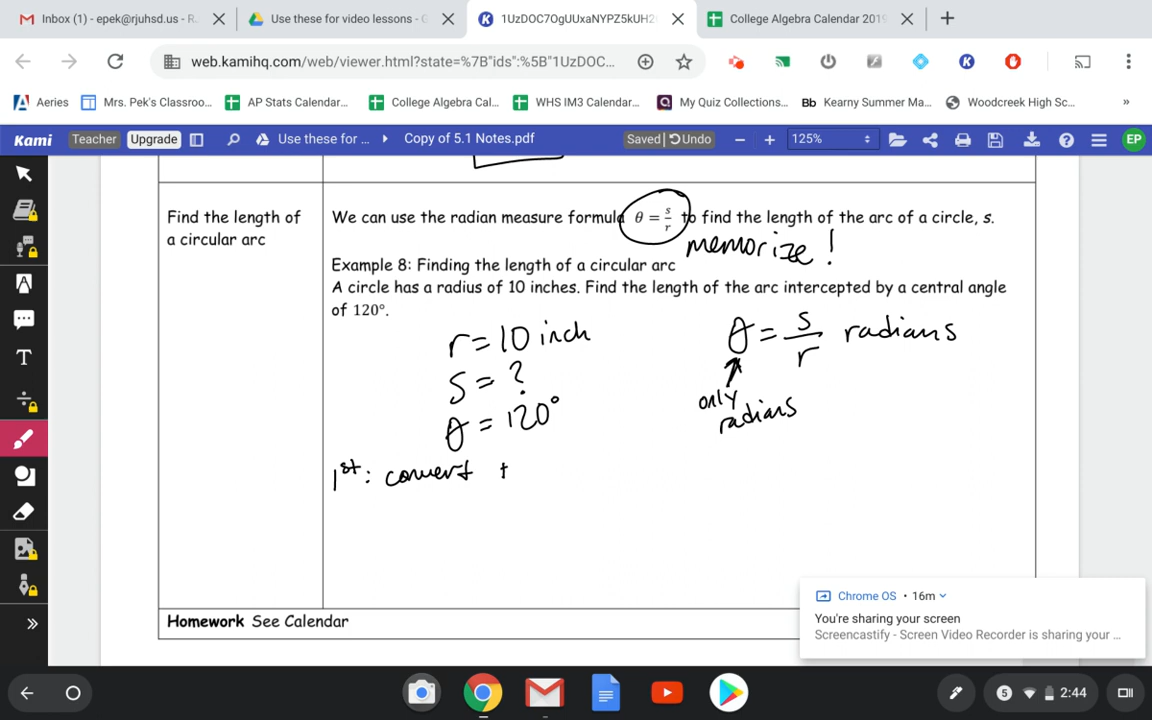 Inbox (1) - epek@rjuhsd.us - R
Use these for video lessons - G
1UzDOC7OgUUxaNYPZ5kUH2
College Algebra Calendar 2019
web.kamihq.com/web/viewer.html?state=%7B"ids":%5B"1UzDOC...
Aeries
Mrs. Pek's Classroo...
AP Stats Calendar...
College Algebra Cal...
WHS IM3 Calendar...
My Quiz Collections...
Bb Kearny Summer Ma...
Woodcreek High Sc...
»
Kami
Teacher
Upgrade
Use these for ...
Copy of 5.1 Notes.pdf
Saved Undo
125%
EP
Find the length of
a circular arc
We can use the radian measure formula θ = s/r to find the length of the arc of a circle, s.
memorize!
Example 8: Finding the length of a circular arc
A circle has a radius of 10 inches. Find the length of the arc intercepted by a central angle
of 120°.
r = 10 inch
s = ?
θ = 120°
θ = s/r radians
only
radians
1st: convert t
Homework See Calendar
Chrome OS • 16m
You're sharing your screen
Screencastify - Screen Video Recorder is sharing your ...
5
2:44